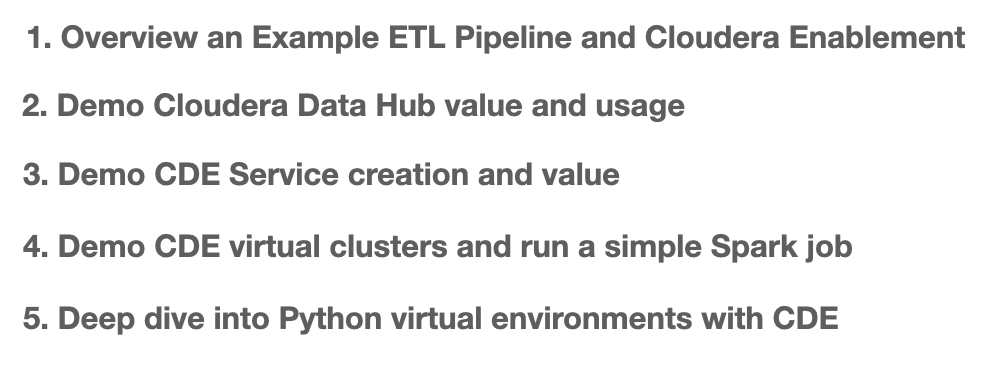 1. Overview an Example ETL Pipeline and Cloudera Enablement
2. Demo Cloudera Data Hub value and usage
3. Demo CDE Service creation and value
4. Demo CDE virtual clusters and run a simple Spark job
5. Deep dive into Python virtual environments with CDE